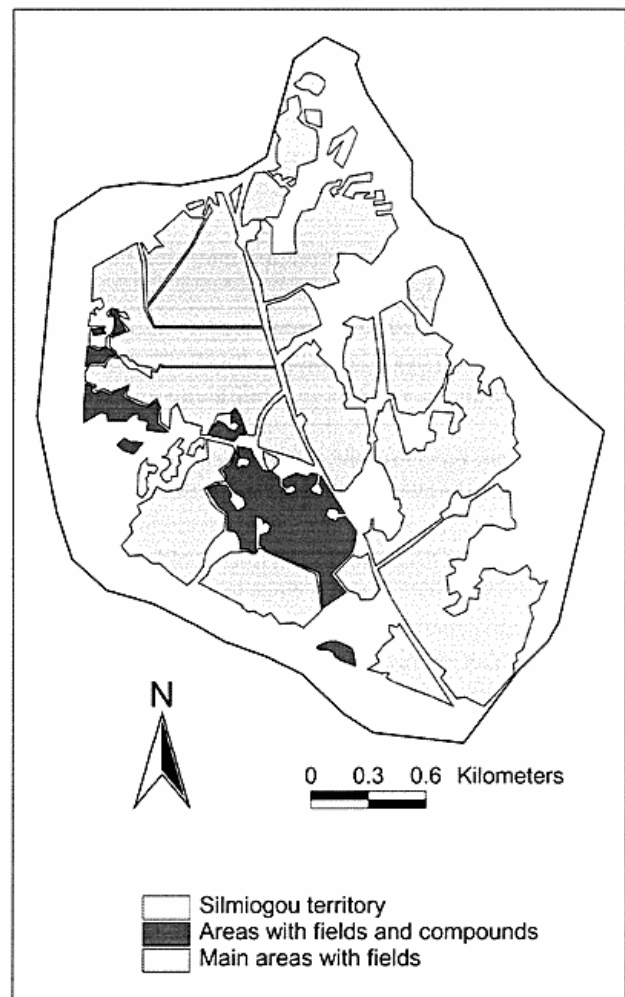 N
0 0.3 0.6 Kilometers
Silmiogou territory
Areas with fields and compounds
Main areas with fields